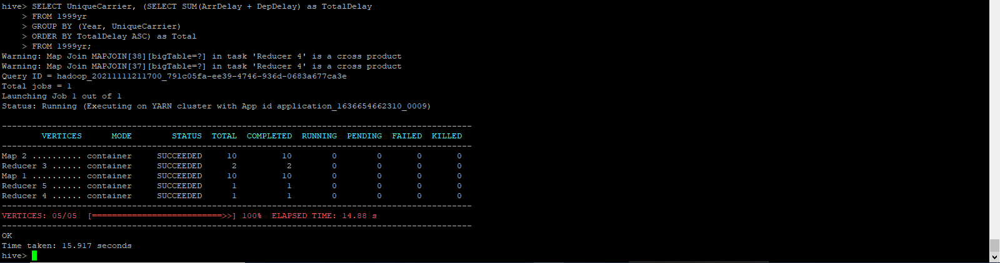 hive> SELECT UniqueCarrier, (SELECT SUM(ArrDelay + DepDelay) as TotalDelay
    > FROM 1999yr
    > GROUP BY (Year, UniqueCarrier)
    > ORDER BY TotalDelay ASC) as Total
    > FROM 1999yr;
Warning: Map Join MAPJOIN[38][bigTable=?] in task 'Reducer 4' is a cross product
Warning: Map Join MAPJOIN[37][bigTable=?] in task 'Reducer 4' is a cross product
Query ID = hadoop_20211111211700_791c05fa-ee39-4746-936d-0683a677ca3e
Total jobs = 1
Launching Job 1 out of 1
Status: Running (Executing on YARN cluster with App id application_1636654662310_0009)
----------------------------------------------------------------------------------------------
        VERTICES      MODE        STATUS  TOTAL  COMPLETED  RUNNING  PENDING  FAILED  KILLED
----------------------------------------------------------------------------------------------
Map 2 .......... container     SUCCEEDED     10         10        0        0       0       0
Reducer 3 ...... container     SUCCEEDED      2          2        0        0       0       0
Map 1 .......... container     SUCCEEDED     10         10        0        0       0       0
Reducer 5 ...... container     SUCCEEDED      1          1        0        0       0       0
Reducer 4 ...... container     SUCCEEDED      1          1        0        0       0       0
----------------------------------------------------------------------------------------------
VERTICES: 05/05  [==========================>>] 100%  ELAPSED TIME: 14.88 s
----------------------------------------------------------------------------------------------
OK
Time taken: 15.917 seconds
hive>